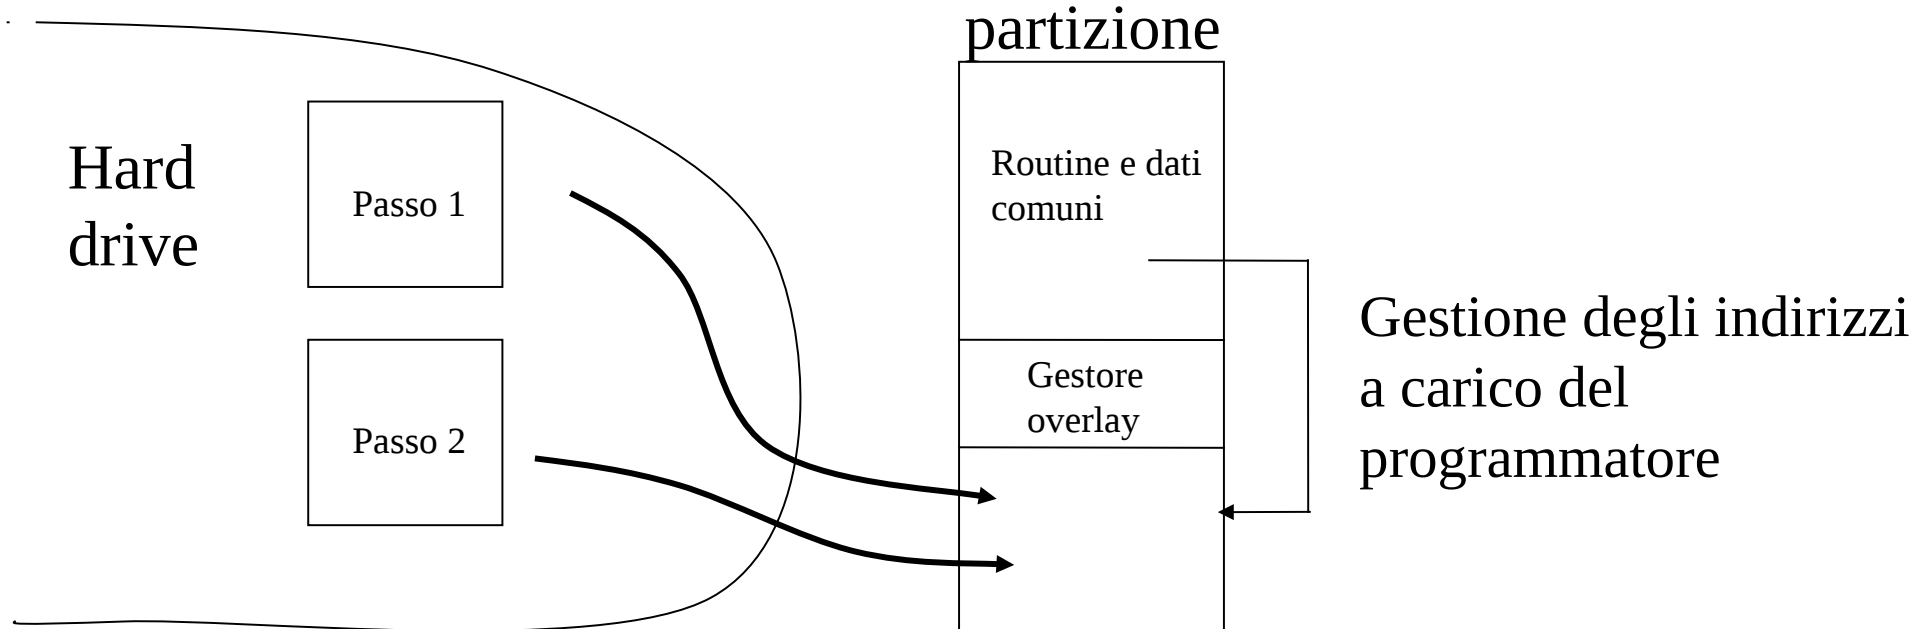 partizione
Hard
drive
Passo 1
Passo 2
Routine e dati
comuni
Gestore
overlay
Gestione degli indirizzi
a carico del
programmatore